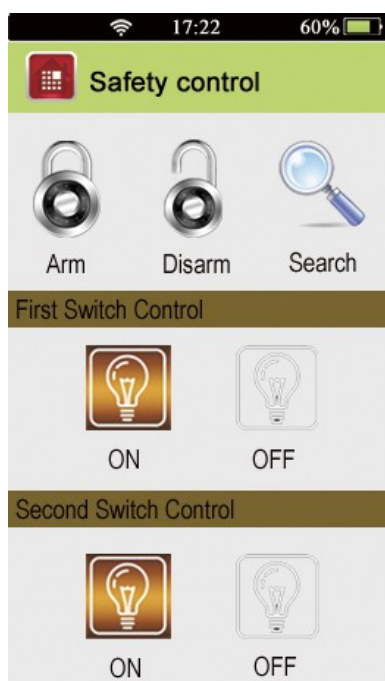 17:22 60%
Safety control
Arm Disarm Search
First Switch Control
ON OFF
Second Switch Control
ON OFF